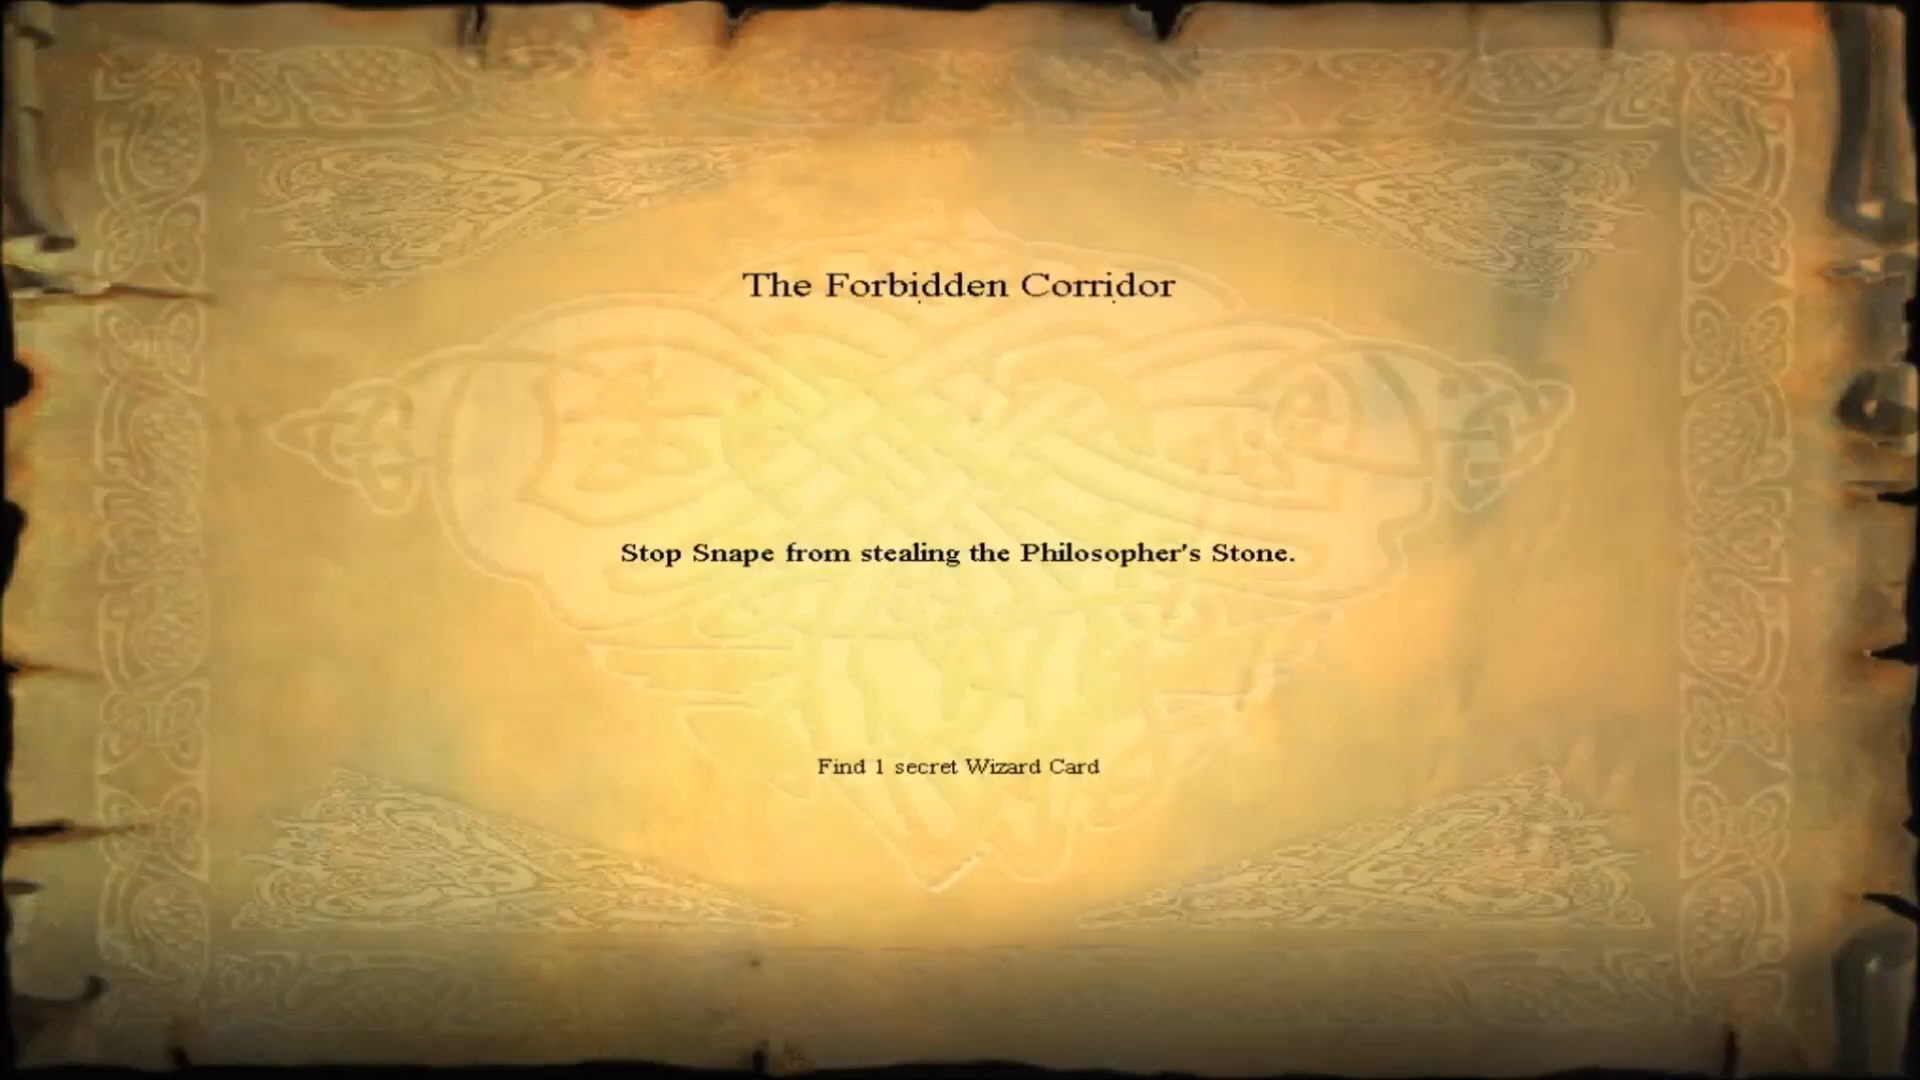 The Forbidden Corridor
Stop Snape from stealing the Philosopher's Stone.
Find 1 secret Wizard Card